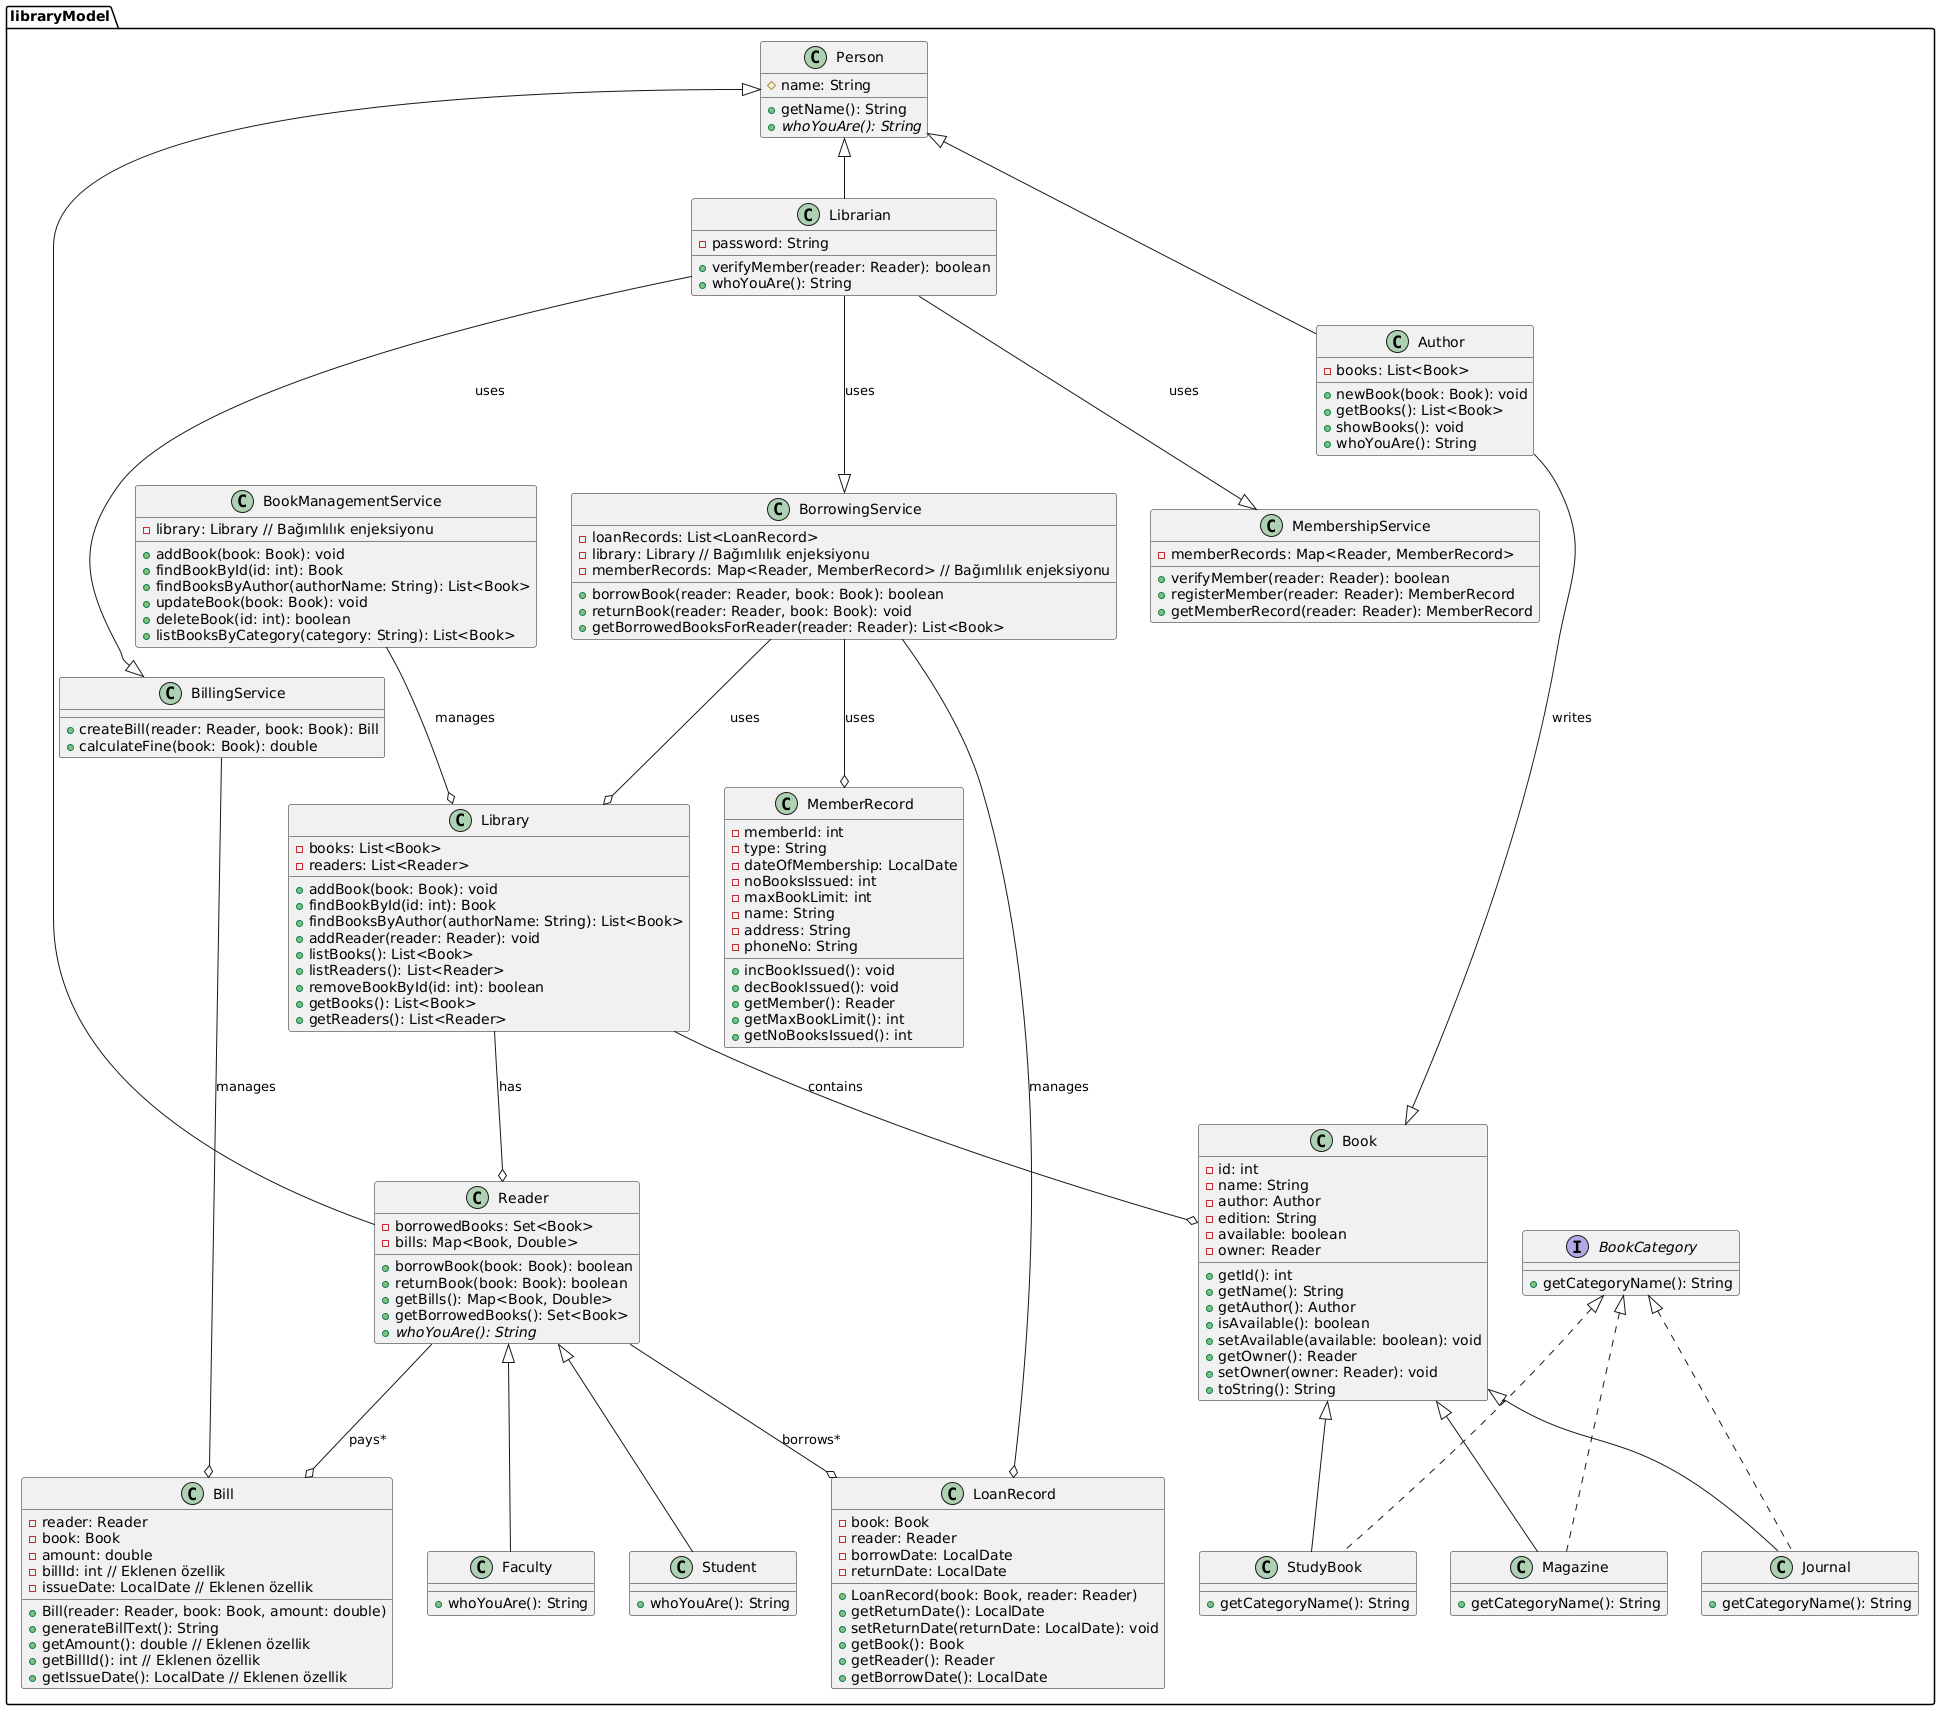 libraryModel
Person
name: String
getName(): String
whoYouAre(): String
Librarian
password: String
verifyMember(reader: Reader): boolean
whoYouAre(): String
Author
books: List<Book>
newBook(book: Book): void
getBooks(): List<Book>
showBooks(): void
whoYouAre(): String
uses
uses
uses
BookManagementService
library: Library // Bağımlılık enjeksiyonu
addBook(book: Book): void
findBookById(id: int): Book
findBooksByAuthor(authorName: String): List<Book>
updateBook(book: Book): void
deleteBook(id: int): boolean
listBooksByCategory(category: String): List<Book>
BorrowingService
loanRecords: List<LoanRecord>
library: Library // Bağımlılık enjeksiyonu
memberRecords: Map<Reader, MemberRecord> // Bağımlılık enjeksiyonu
borrowBook(reader: Reader, book: Book): boolean
returnBook(reader: Reader, book: Book): void
getBorrowedBooksForReader(reader: Reader): List<Book>
MembershipService
memberRecords: Map<Reader, MemberRecord>
verifyMember(reader: Reader): boolean
registerMember(reader: Reader): MemberRecord
getMemberRecord(reader: Reader): MemberRecord
BillingService
createBill(reader: Reader, book: Book): Bill
calculateFine(book: Book): double
manages
uses
uses
writes
Library
books: List<Book>
readers: List<Reader>
addBook(book: Book): void
findBookById(id: int): Book
findBooksByAuthor(authorName: String): List<Book>
addReader(reader: Reader): void
listBooks(): List<Book>
listReaders(): List<Reader>
removeBookById(id: int): boolean
getBooks(): List<Book>
getReaders(): List<Reader>
MemberRecord
memberId: int
type: String
dateOfMembership: LocalDate
noBooksIssued: int
maxBookLimit: int
name: String
address: String
phoneNo: String
incBookIssued(): void
decBookIssued(): void
getMember(): Reader
getMaxBookLimit(): int
getNoBooksIssued(): int
manages
has
contains
manages
Reader
borrowedBooks: Set<Book>
bills: Map<Book, Double>
borrowBook(book: Book): boolean
returnBook(book: Book): boolean
getBills(): Map<Book, Double>
getBorrowedBooks(): Set<Book>
whoYouAre(): String
Book
id: int
name: String
author: Author
edition: String
available: boolean
owner: Reader
getId(): int
getName(): String
getAuthor(): Author
isAvailable(): boolean
setAvailable(available: boolean): void
getOwner(): Reader
setOwner(owner: Reader): void
toString(): String
BookCategory
getCategoryName(): String
pays*
borrows*
Bill
reader: Reader
book: Book
amount: double
billId: int // Eklenen özellik
issueDate: LocalDate // Eklenen özellik
Bill(reader: Reader, book: Book, amount: double)
generateBillText(): String
getAmount(): double // Eklenen özellik
getBillId(): int // Eklenen özellik
getIssueDate(): LocalDate // Eklenen özellik
Faculty
whoYouAre(): String
Student
whoYouAre(): String
LoanRecord
book: Book
reader: Reader
borrowDate: LocalDate
returnDate: LocalDate
LoanRecord(book: Book, reader: Reader)
getReturnDate(): LocalDate
setReturnDate(returnDate: LocalDate): void
getBook(): Book
getReader(): Reader
getBorrowDate(): LocalDate
StudyBook
getCategoryName(): String
Magazine
getCategoryName(): String
Journal
getCategoryName(): String